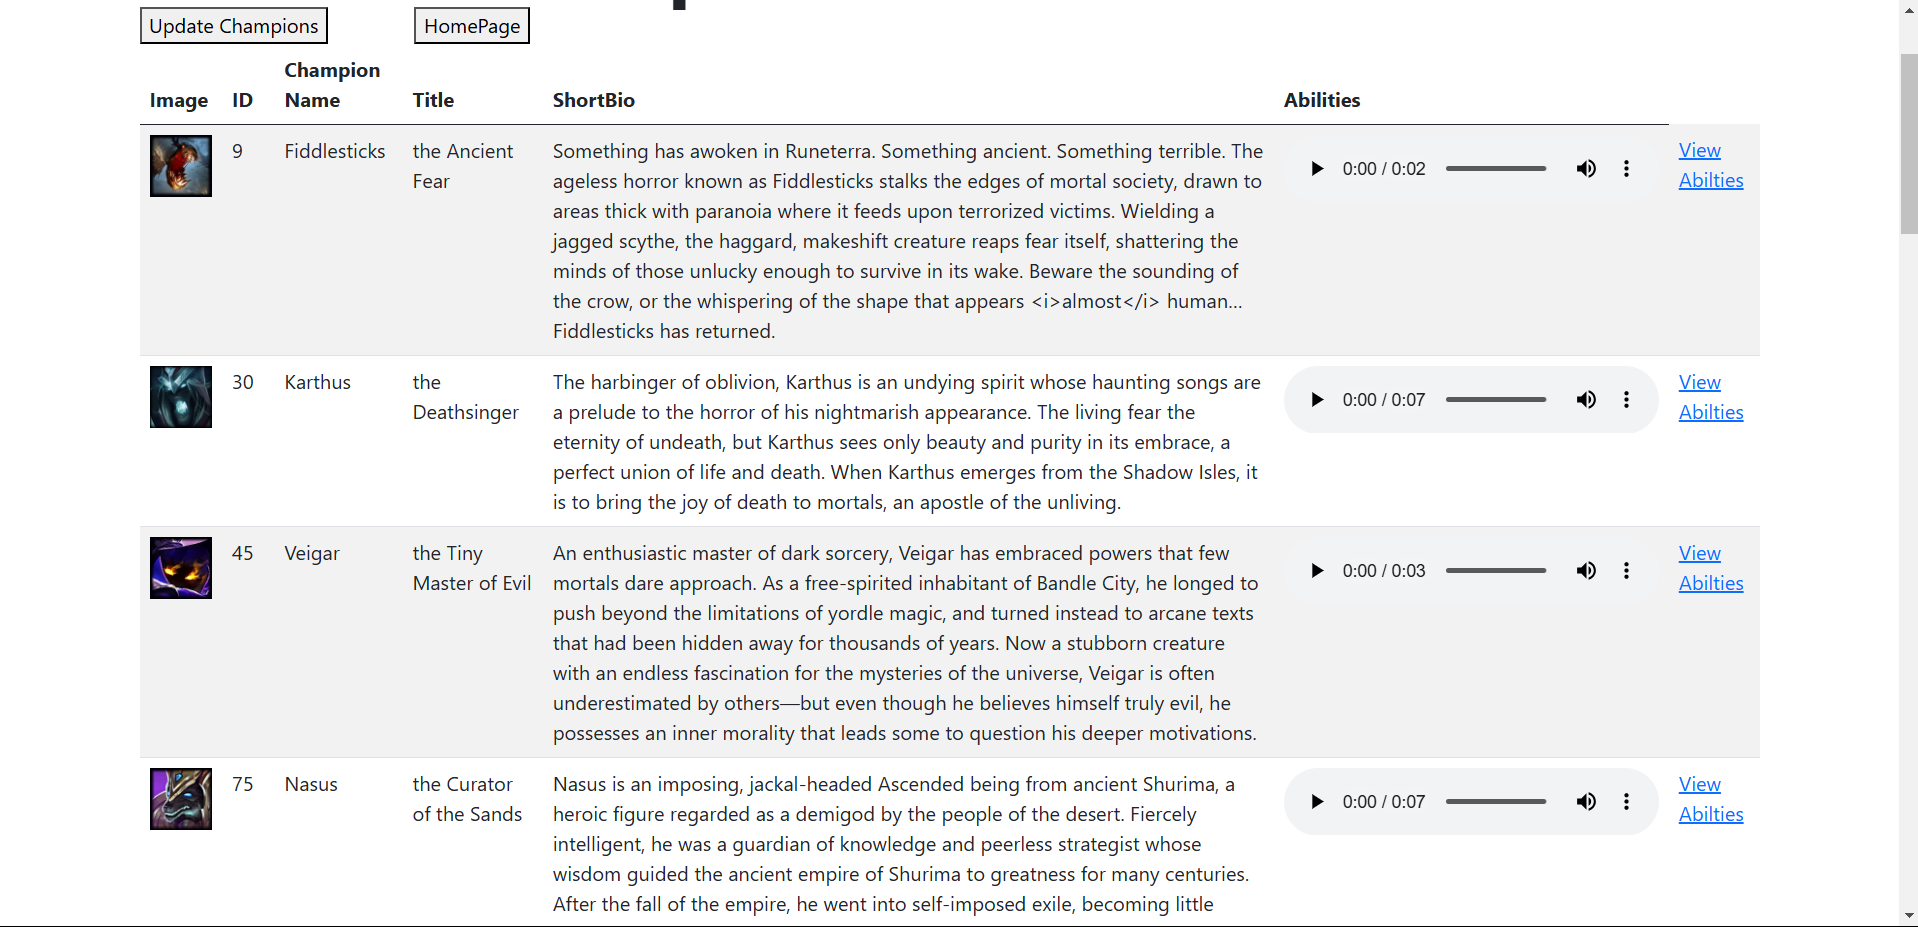 Update Champions
HomePage
Image
ID
Champion
Name
Title
ShortBio
Abilities
9
Fiddlesticks
the Ancient
Fear
Something has awoken in Runeterra. Something ancient. Something terrible. The
ageless horror known as Fiddlesticks stalks the edges of mortal society, drawn to
areas thick with paranoia where it feeds upon terrorized victims. Wielding a
jagged scythe, the haggard, makeshift creature reaps fear itself, shattering the
minds of those unlucky enough to survive in its wake. Beware the sounding of
the crow, or the whispering of the shape that appears <i>almost</i> human...
Fiddlesticks has returned.
0:00 / 0:02
View
Abilties
30
Karthus
the
Deathsinger
The harbinger of oblivion, Karthus is an undying spirit whose haunting songs are
a prelude to the horror of his nightmarish appearance. The living fear the
eternity of undeath, but Karthus sees only beauty and purity in its embrace, a
perfect union of life and death. When Karthus emerges from the Shadow Isles, it
is to bring the joy of death to mortals, an apostle of the unliving.
0:00 / 0:07
View
Abilties
45
Veigar
the Tiny
Master of Evil
An enthusiastic master of dark sorcery, Veigar has embraced powers that few
mortals dare approach. As a free-spirited inhabitant of Bandle City, he longed to
push beyond the limitations of yordle magic, and turned instead to arcane texts
that had been hidden away for thousands of years. Now a stubborn creature
with an endless fascination for the mysteries of the universe, Veigar is often
underestimated by others—but even though he believes himself truly evil, he
possesses an inner morality that leads some to question his deeper motivations.
0:00 / 0:03
View
Abilties
75
Nasus
the Curator
of the Sands
Nasus is an imposing, jackal-headed Ascended being from ancient Shurima, a
heroic figure regarded as a demigod by the people of the desert. Fiercely
intelligent, he was a guardian of knowledge and peerless strategist whose
wisdom guided the ancient empire of Shurima to greatness for many centuries.
After the fall of the empire, he went into self-imposed exile, becoming little
0:00 / 0:07
View
Abilties